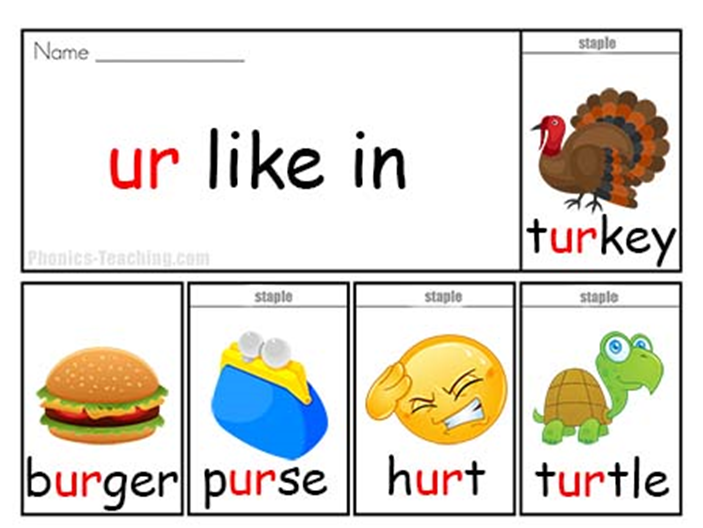 Name
staple
ur like in
turkey
Phonics-Teaching.com
staple
staple
staple
burger
purse
hurt
turtle